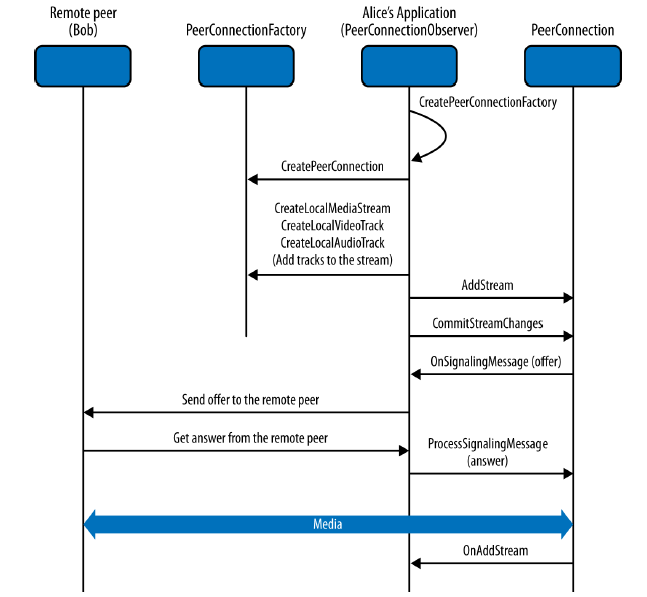 Remote peer
(Bob)
PeerConnectionFactory
Alice's Application
(PeerConnectionObserver)
PeerConnection
CreatePeerConnectionFactory
CreatePeerConnection
CreateLocalMediaStream
CreateLocalVideoTrack
CreateLocalAudioTrack
(Add tracks to the stream)
AddStream
CommitStreamChanges
OnSignalingMessage (offer)
Send offer to the remote peer
Get answer from the remote peer
ProcessSignalingMessage
(answer)
Media
OnAddStream